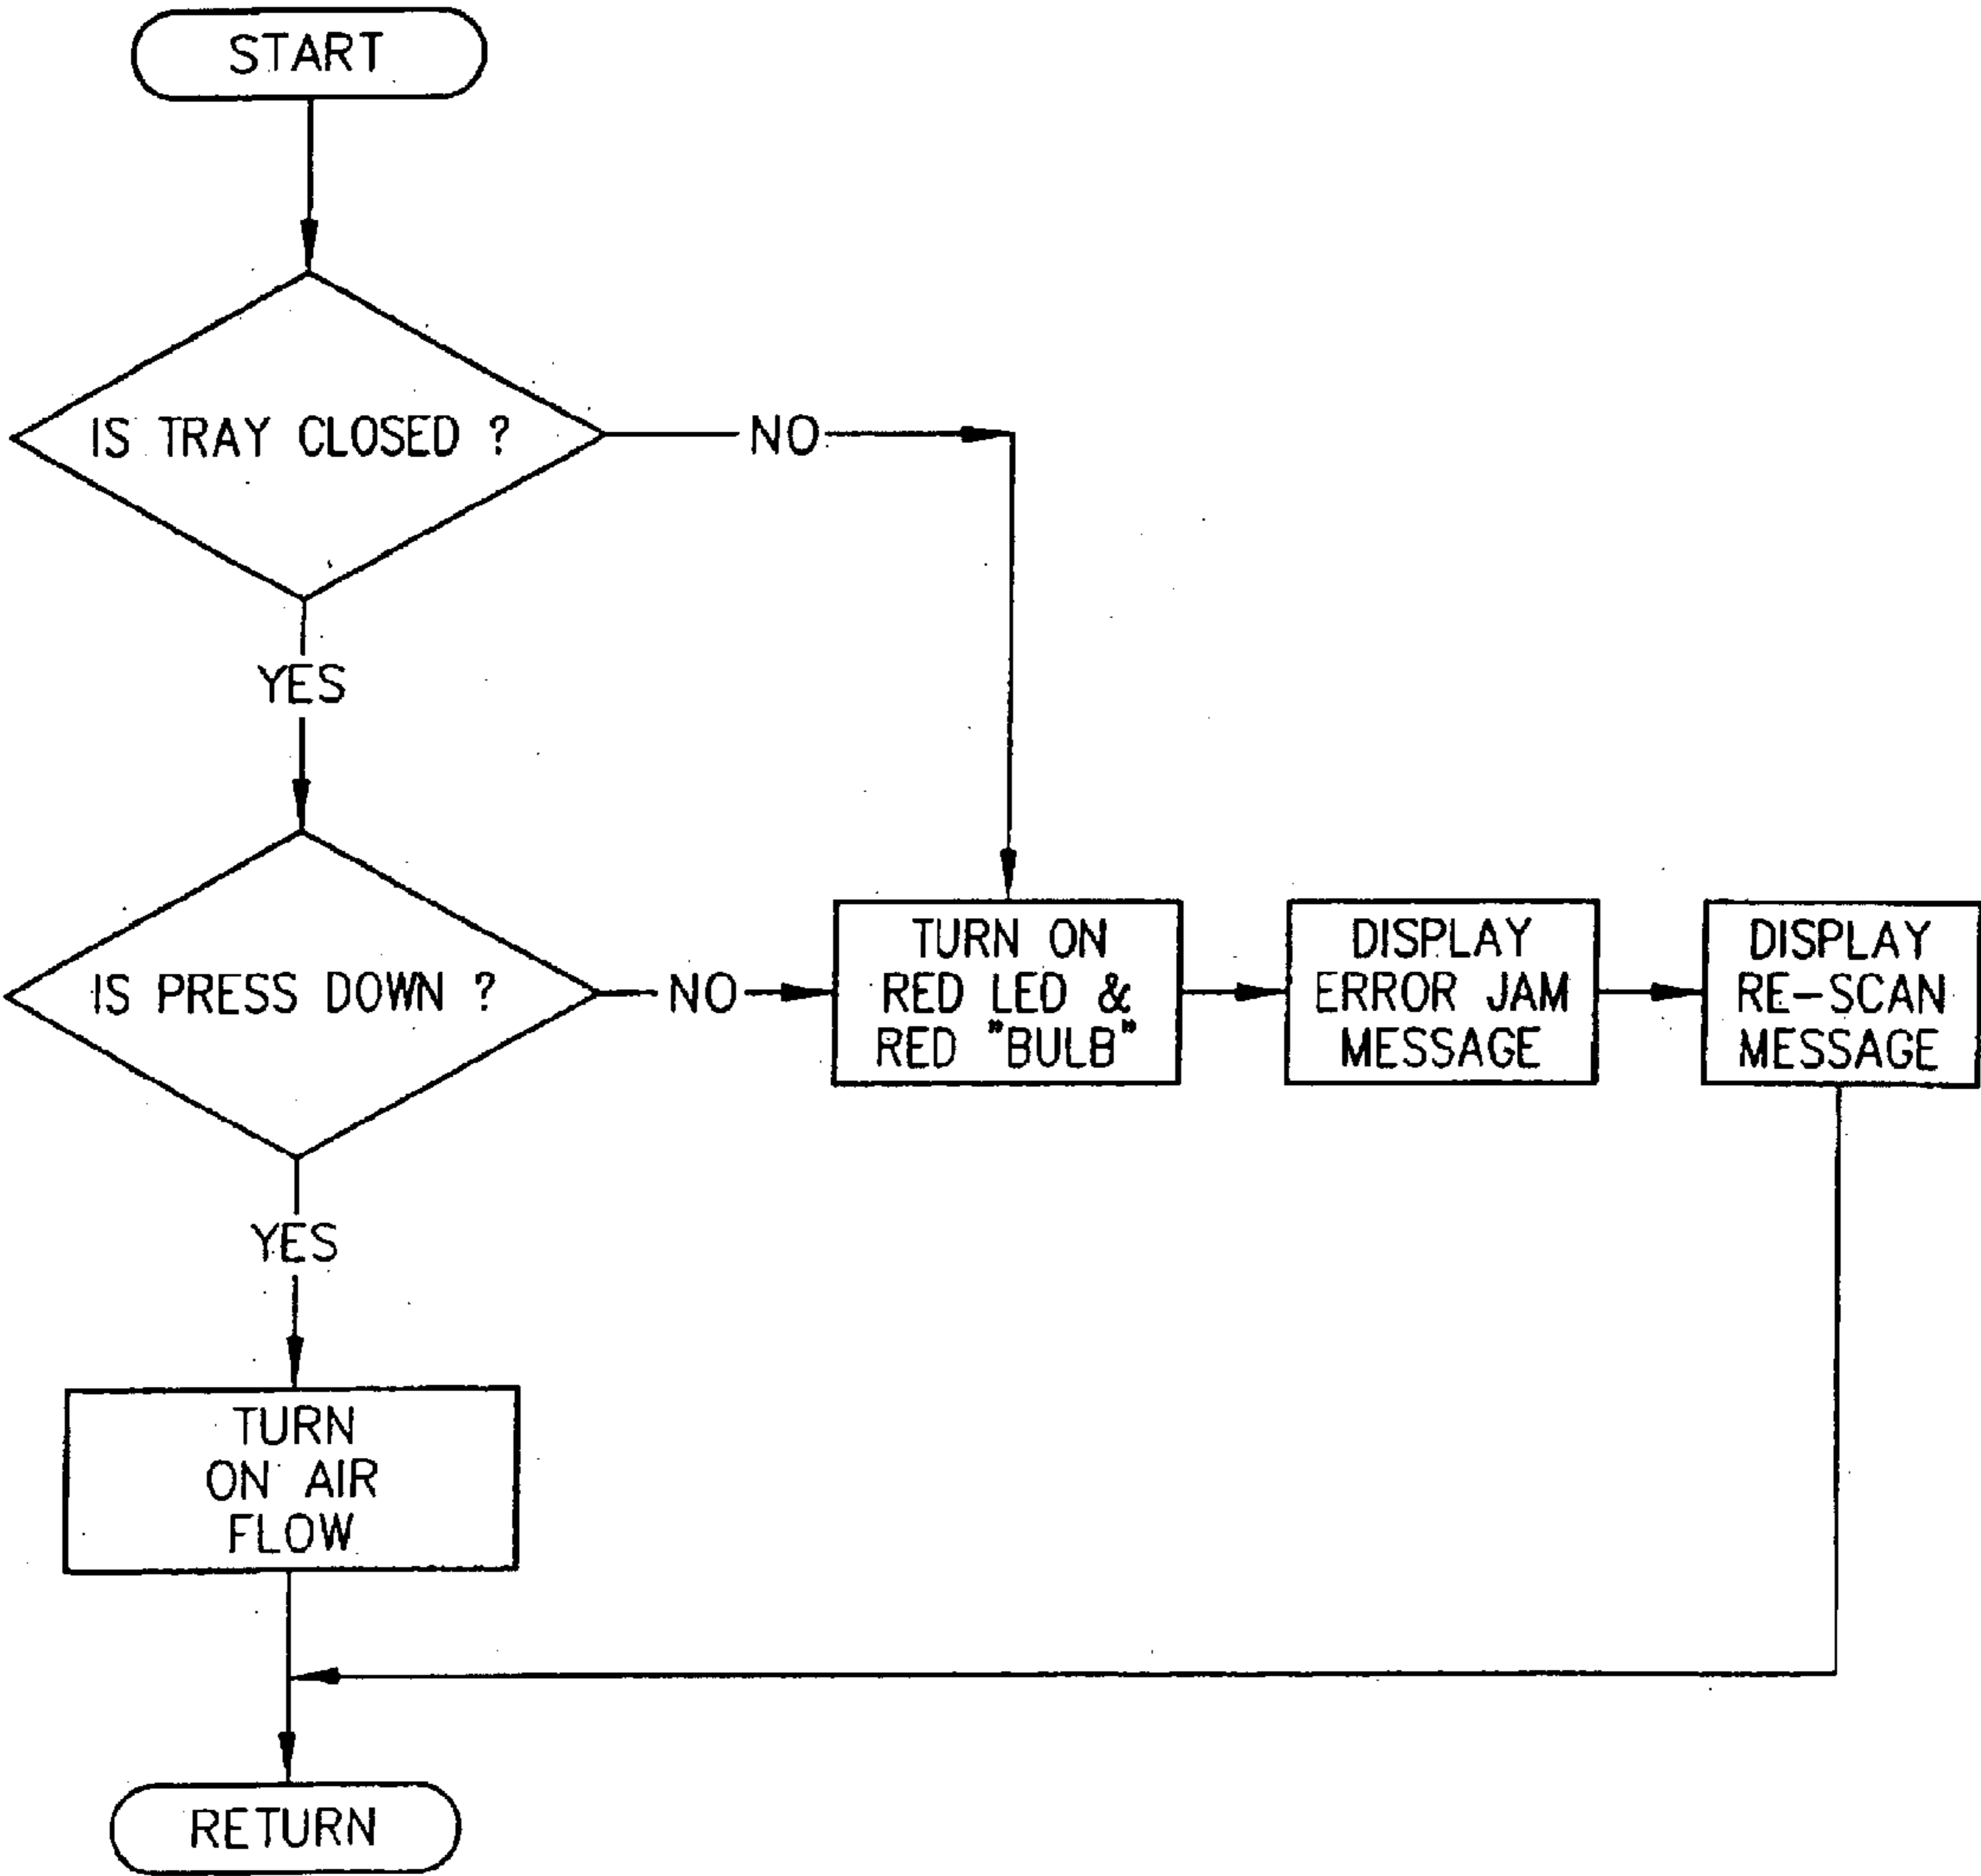 START
IS TRAY CLOSED ?
NO
YES
IS PRESS DOWN ?
NO
TURN ON
RED LED &
RED "BULB"
DISPLAY
ERROR JAM
MESSAGE
DISPLAY
RE-SCAN
MESSAGE
YES
TURN
ON AIR
FLOW
RETURN